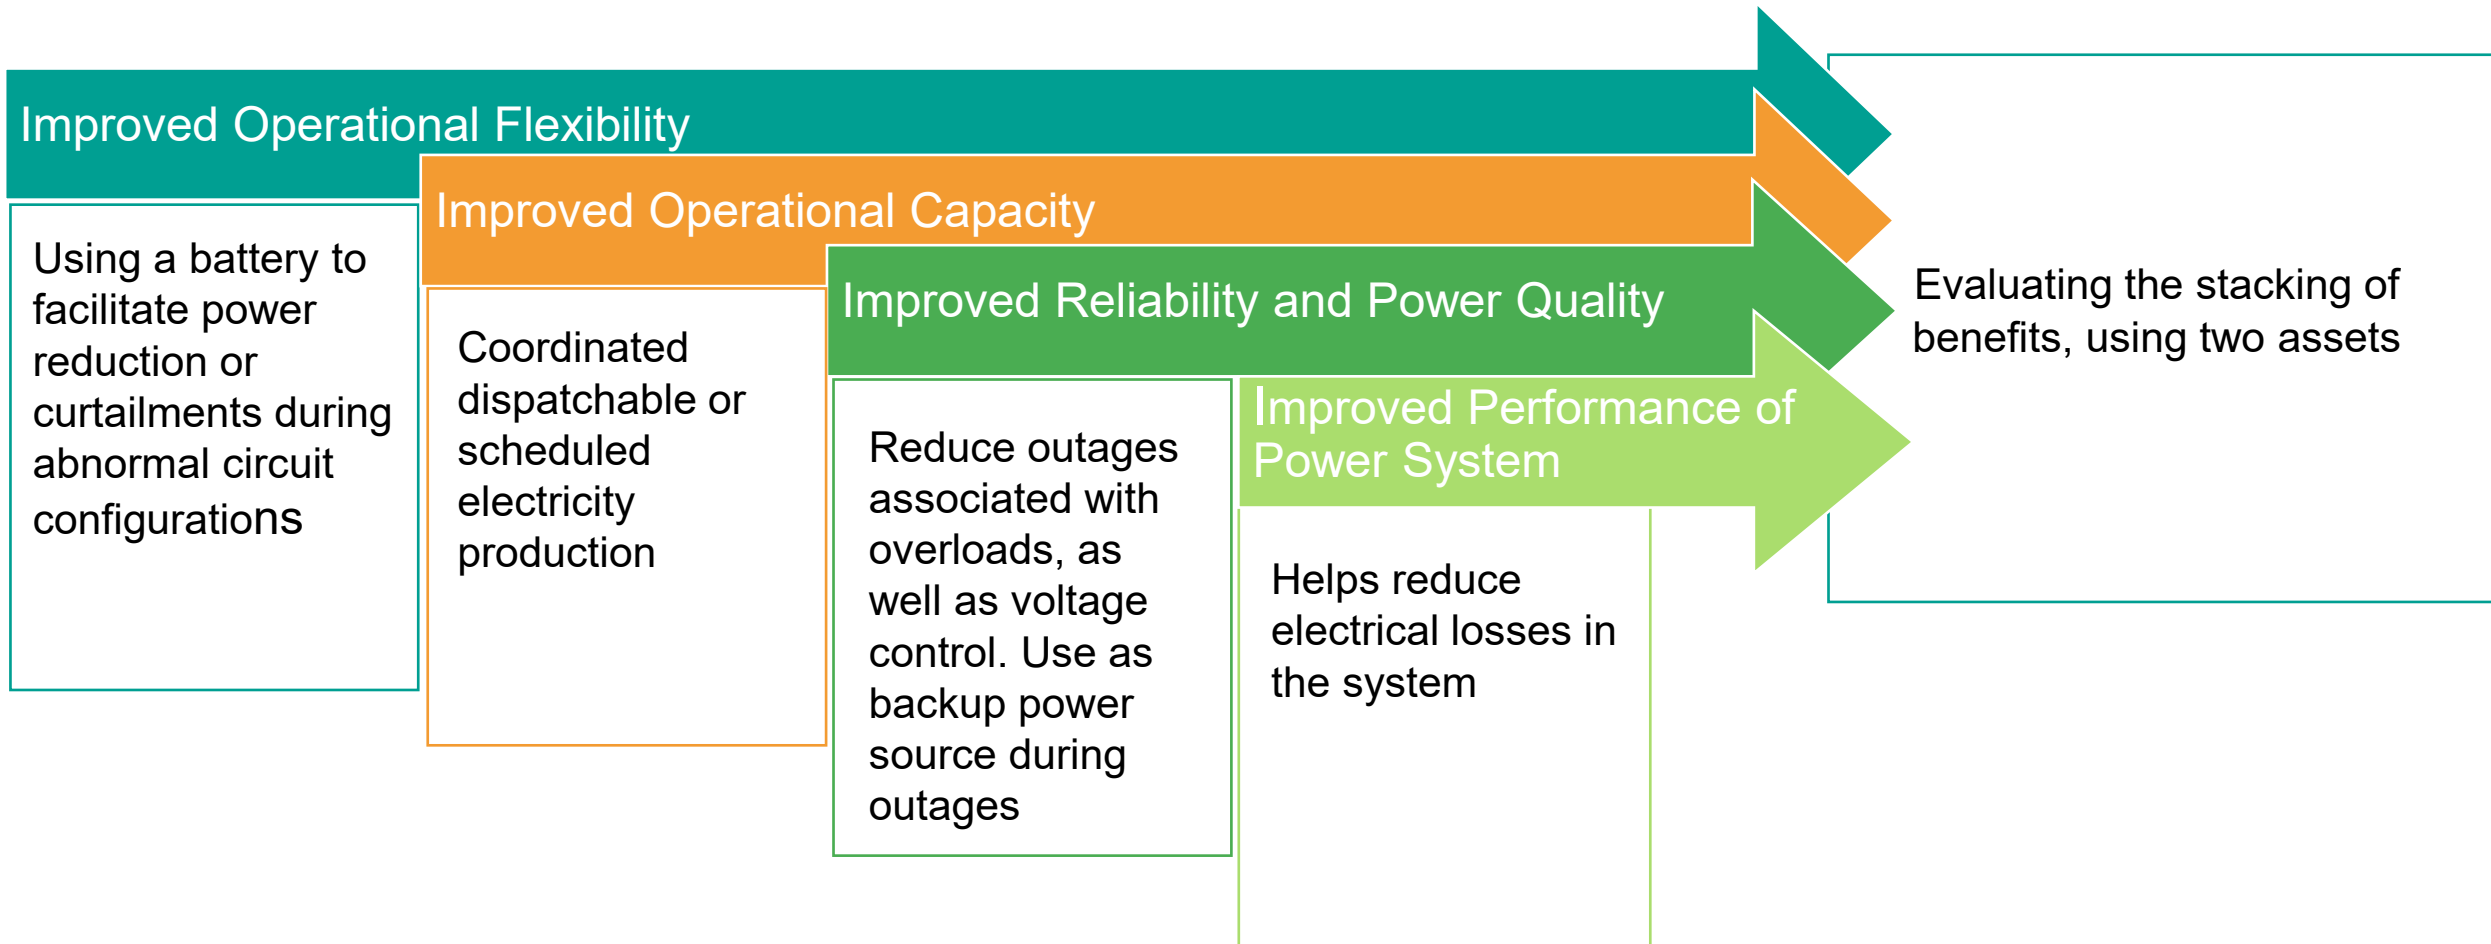 Improved Operational Flexibility
Using a battery to
facilitate power
reduction or
curtailments during
abnormal circuit
configurations
Improved Operational Capacity
Coordinated
dispatchable or
scheduled
electricity
production
Improved Reliability and Power Quality
Reduce outages
associated with
overloads, as
well as voltage
control. Use as
backup power
source during
outages
Improved Performance of
Power System
Helps reduce
electrical losses in
the system
Evaluating the stacking of
benefits, using two assets